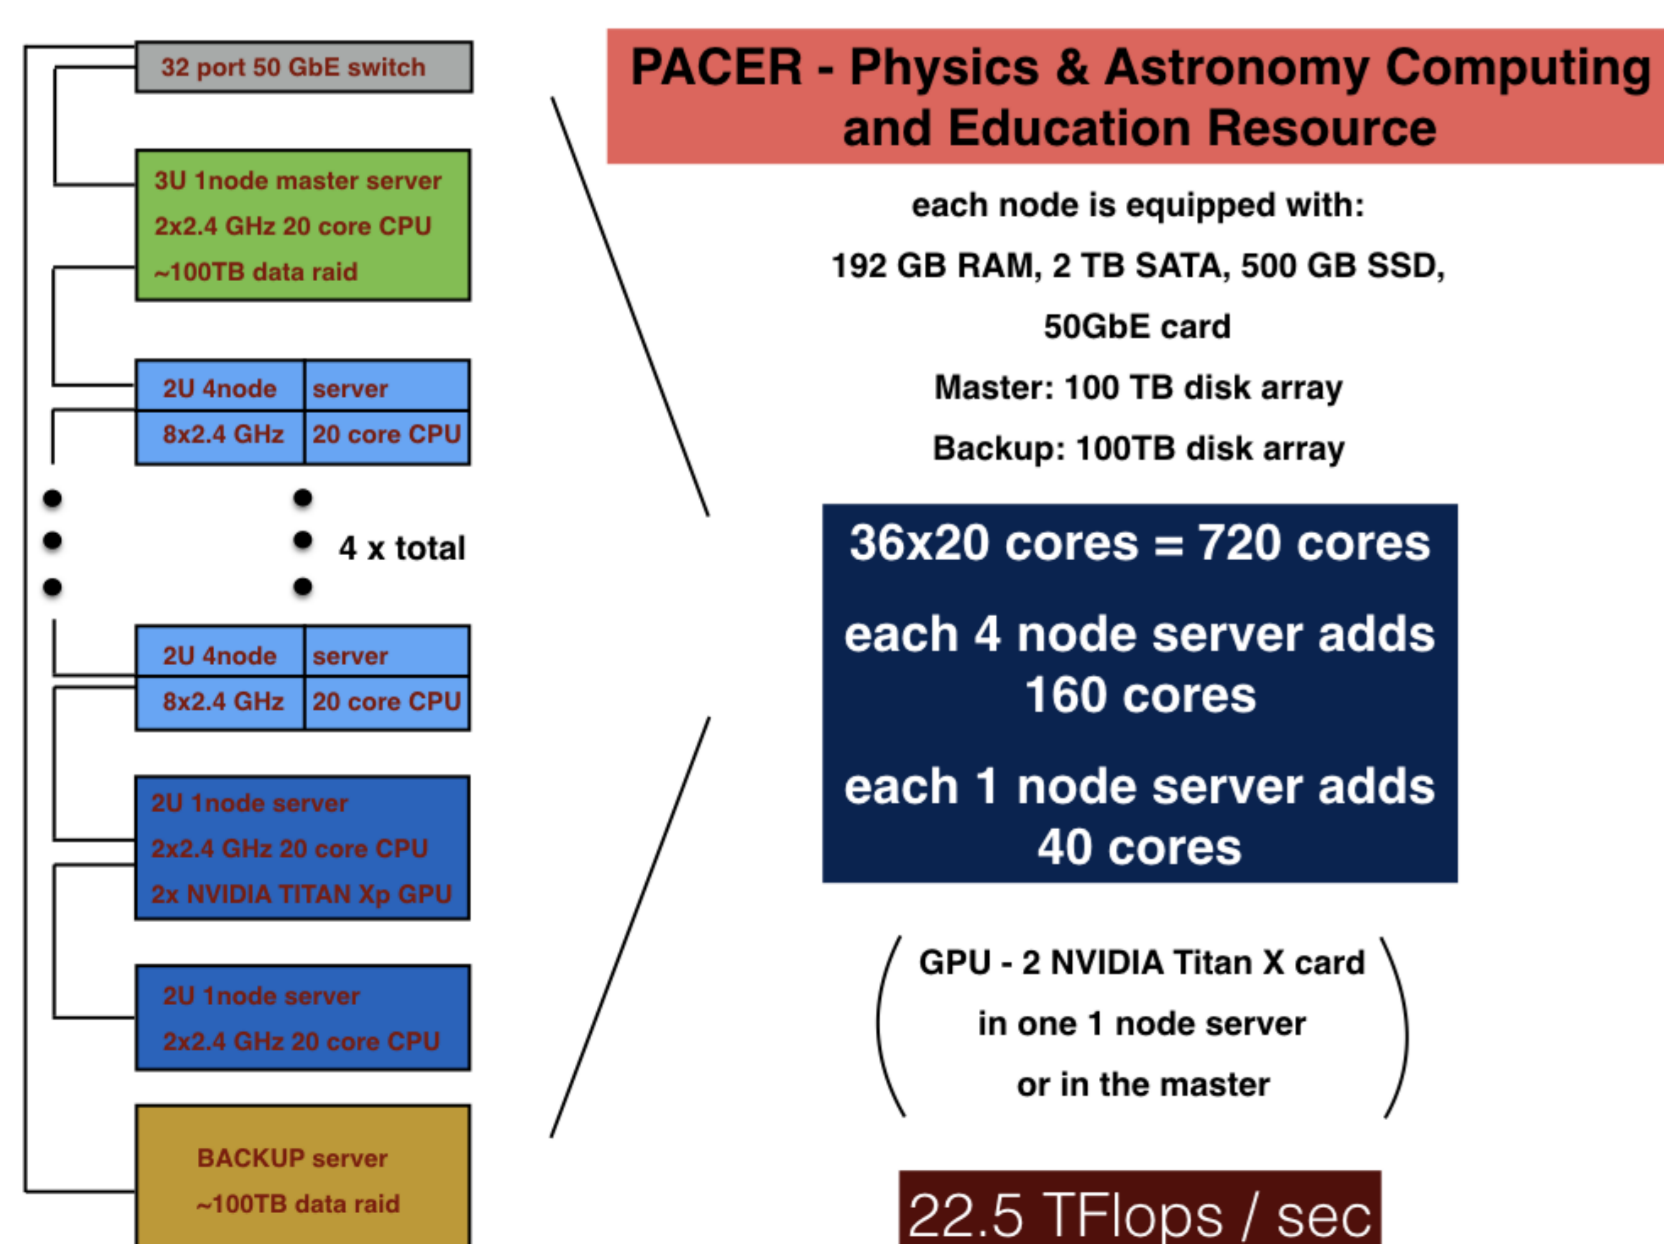 32 port 50 GbE switch
3U 1node master server
2x2.4 GHz 20 core CPU
~100TB data raid
2U 4node server
8x2.4 GHz 20 core CPU
4 x total
2U 4node server
8x2.4 GHz 20 core CPU
2U 1node server
2x2.4 GHz 20 core CPU
2x NVIDIA TITAN Xp GPU
2U 1node server
2x2.4 GHz 20 core CPU
BACKUP server
~100TB data raid
PACER - Physics & Astronomy Computing
and Education Resource
each node is equipped with:
192 GB RAM, 2 TB SATA, 500 GB SSD,
50GbE card
Master: 100 TB disk array
Backup: 100TB disk array
36x20 cores = 720 cores
each 4 node server adds
160 cores
each 1 node server adds
40 cores
GPU - 2 NVIDIA Titan X card
in one 1 node server
or in the master
22.5 TFlops / sec